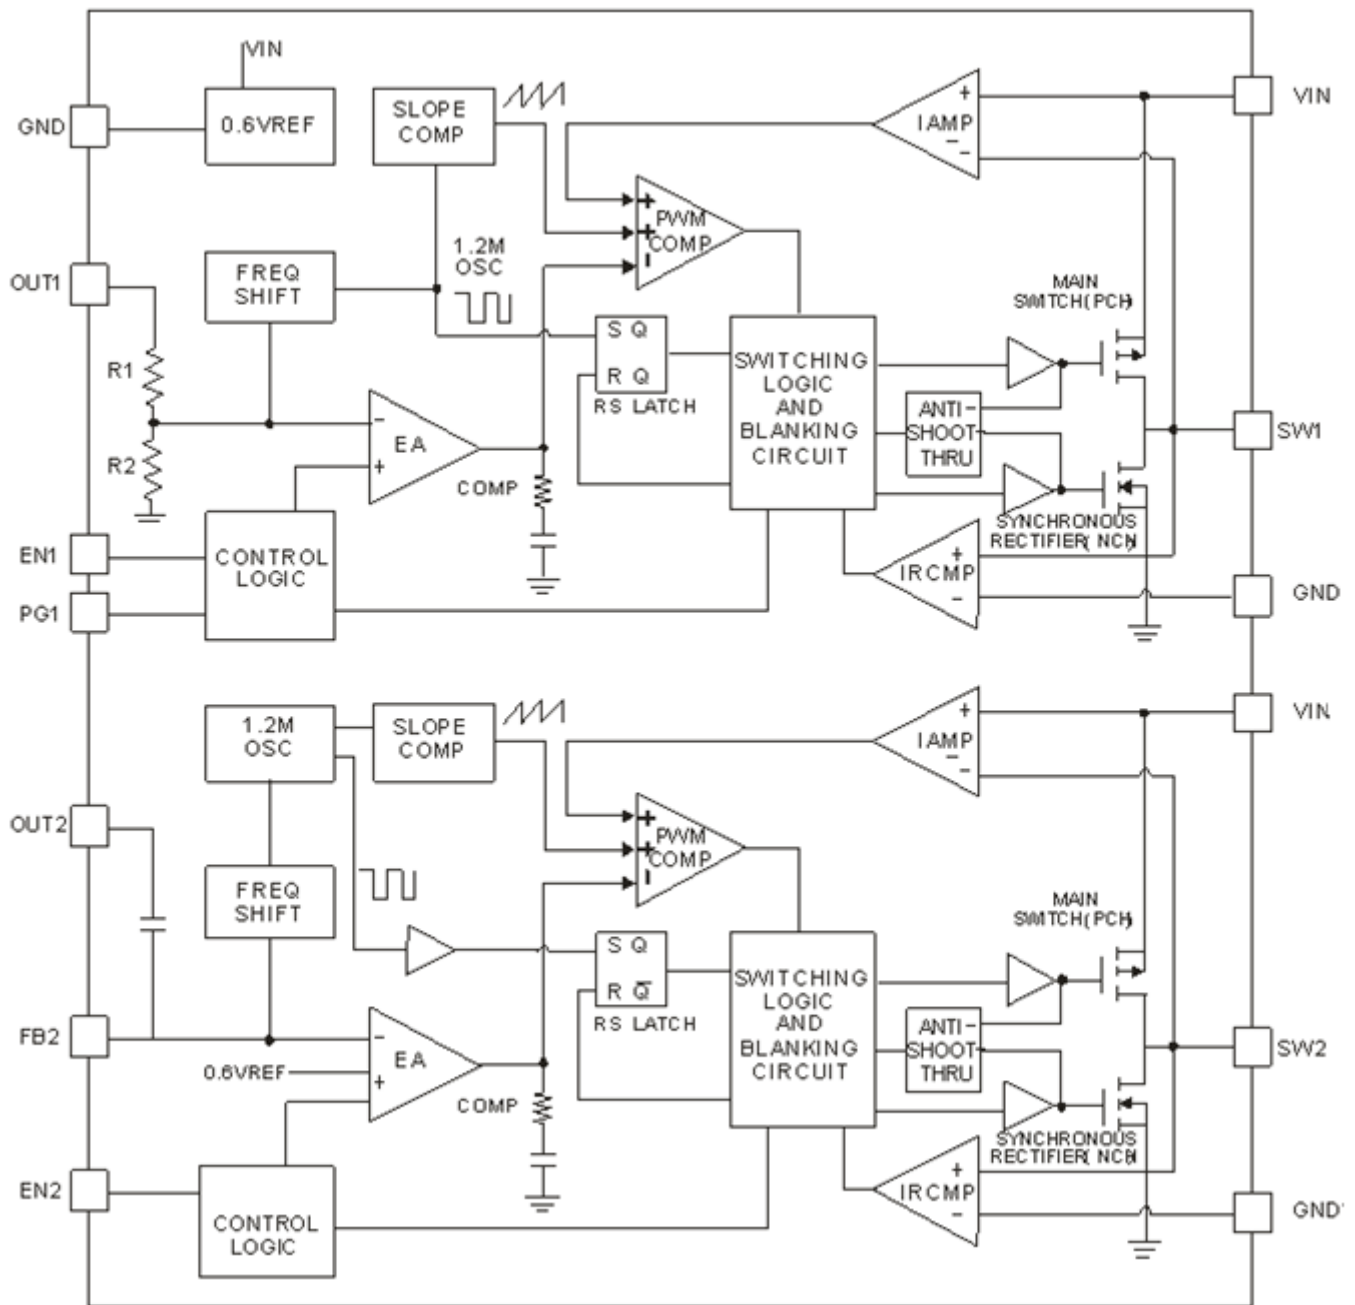 VIN
GND
0.6VREF
SLOPE
COMP
+
IAMP
-
-
VIN
OUT1
FREQ
SHIFT
1.2M
OSC
+
+
-
PWM
COMP
MAIN
SWITCH(PCH)
R1
R2
S Q
R Q
RS LATCH
SWITCHING
LOGIC
AND
BLANKING
CIRCUIT
ANTI-
SHOOT-
THRU
SW1
-
EA
+
COMP
SYNCHRONOUS
RECTIFIER(NCH)
EN1
PG1
CONTROL
LOGIC
+
IRCMP
-
GND
1.2M
OSC
SLOPE
COMP
+
IAMP
-
-
VIN
OUT2
FREQ
SHIFT
+
+
-
PWM
COMP
MAIN
SWITCH(PCH)
S Q
R Q̅
RS LATCH
SWITCHING
LOGIC
AND
BLANKING
CIRCUIT
ANTI-
SHOOT-
THRU
FB2
SW2
-
EA
+
0.6VREF
COMP
SYNCHRONOUS
RECTIFIER(NCH)
EN2
CONTROL
LOGIC
+
IRCMP
-
GND